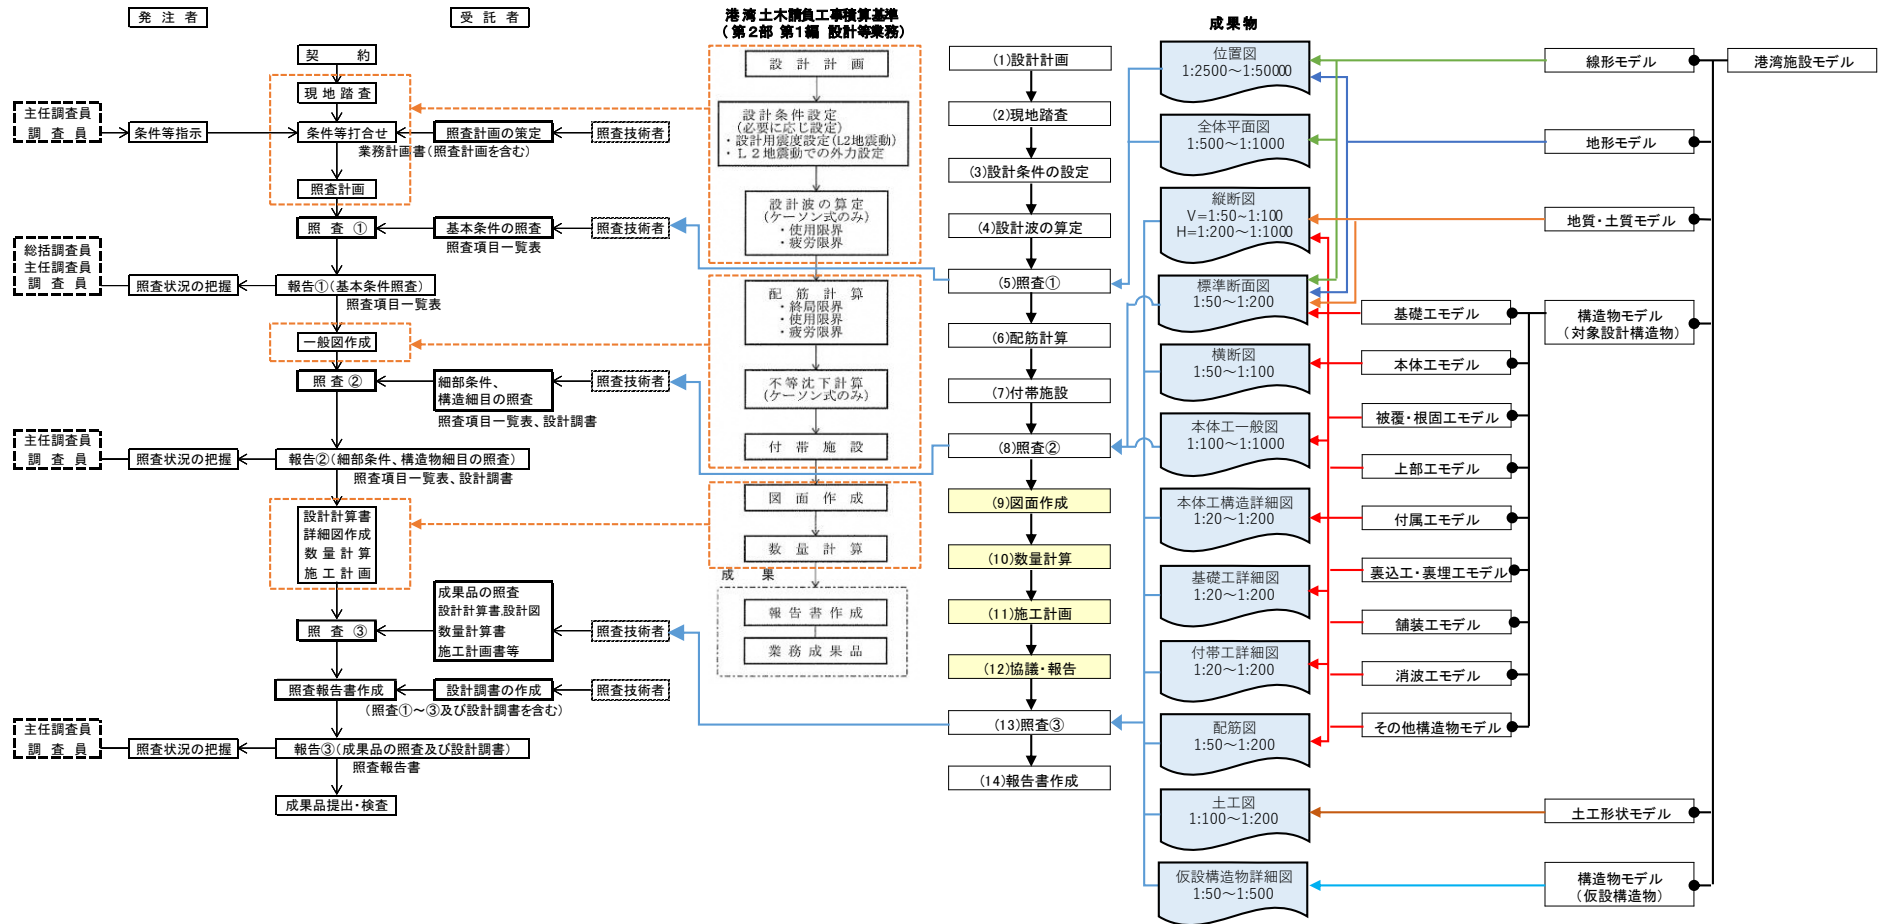 発 注 者
受 託 者
契　　約
現 地 踏 査
主任調査員
調 査 員
条件等指示
条件等打合せ
照査計画の策定
照査技術者
業務計画書(照査計画を含む)
照査計画
照 査 ①
基本条件の照査
照査技術者
照査項目一覧表
総括調査員
主任調査員
調 査 員
照査状況の把握
報告①(基本条件照査)
照査項目一覧表
一般図作成
照 査 ②
細部条件、
構造細目の照査
照査技術者
照査項目一覧表、設計調書
主任調査員
調 査 員
照査状況の把握
報告②(細部条件、構造物細目の照査)
照査項目一覧表、設計調書
設計計算書
詳細図作成
数 量 計 算
施 工 計 画
成果品の照査
設計計算書、設計図
数量計算書
施工計画書等
照 査 ③
照査技術者
照査報告書作成
設計調書の作成
照査技術者
(照査①～③及び設計調書を含む)
主任調査員
調 査 員
照査状況の把握
報告③(成果品の照査及び設計調書)
照査報告書
成果品提出・検査
港湾土木請負工事積算基準
(第2部 第1編 設計等業務)
設 計 計 画
設計条件設定
(必要に応じ設定)
・設計用震度設定(L2地震動)
・L２地震動での外力設定
設計波の算定
(ケーソン式のみ)
・使用限界
・疲労限界
配 筋 計 算
・終局限界
・使用限界
・疲労限界
不等沈下計算
(ケーソン式のみ)
付 帯 施 設
図 面 作 成
数 量 計 算
成　果
報 告 書 作 成
業 務 成 果 品
(1)設計計画
(2)現地踏査
(3)設計条件の設定
(4)設計波の算定
(5)照査①
(6)配筋計算
(7)付帯施設
(8)照査②
(9)図面作成
(10)数量計算
(11)施工計画
(12)協議・報告
(13)照査③
(14)報告書作成
成果物
位置図
1:2500～1:50000
全体平面図
1:500～1:1000
縦断図
V=1:50~1:100
H=1:200～1:1000
標準断面図
1:50～1:200
横断図
1:50～1:100
本体工一般図
1:100～1:1000
本体工構造詳細図
1:20～1:200
基礎工詳細図
1:20～1:200
付帯工詳細図
1:20～1:200
配筋図
1:50～1:200
土工図
1:100～1:200
仮設構造物詳細図
1:50～1:500
基礎工モデル
本体工モデル
被覆・根固工モデル
上部工モデル
付属工モデル
裏込工・裏埋工モデル
舗装工モデル
消波工モデル
その他構造物モデル
線形モデル
地形モデル
地質・土質モデル
構造物モデル
(対象設計構造物)
土工形状モデル
構造物モデル
(仮設構造物)
港湾施設モデル